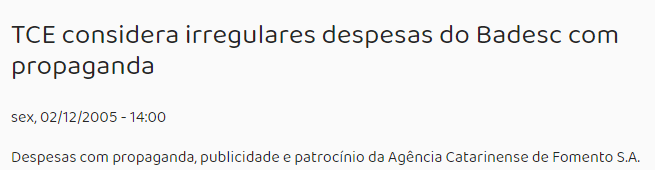 TCE considera irregulares despesas do Badesc com
propaganda
sex, 02/12/2005 - 14:00
Despesas com propaganda, publicidade e patrocínio da Agência Catarinense de Fomento S.A.